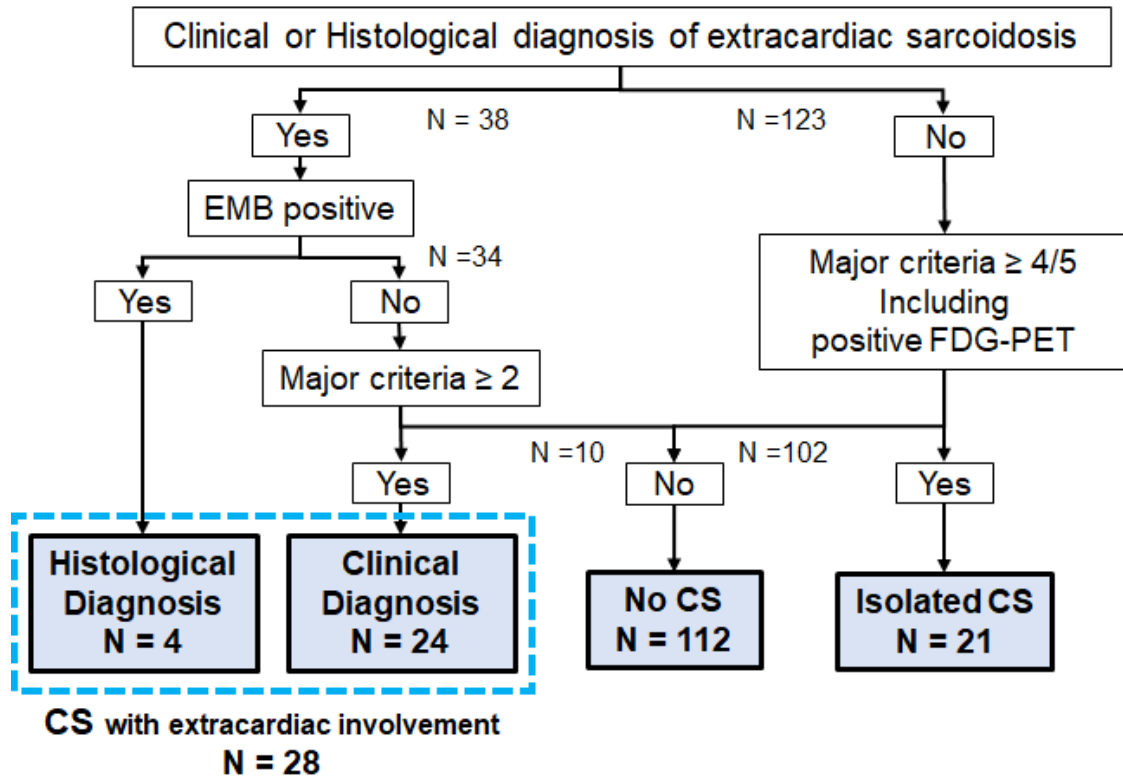 Clinical or Histological diagnosis of extracardiac sarcoidosis
N = 38
N =123
Yes
No
EMB positive
N =34
Major criteria ≥ 4/5
Including
positive FDG-PET
Yes
No
Major criteria ≥ 2
N =10
N =102
Yes
No
Yes
Histological
Diagnosis
N = 4
Clinical
Diagnosis
N = 24
No CS
N = 112
Isolated CS
N = 21
CS with extracardiac involvement
N = 28